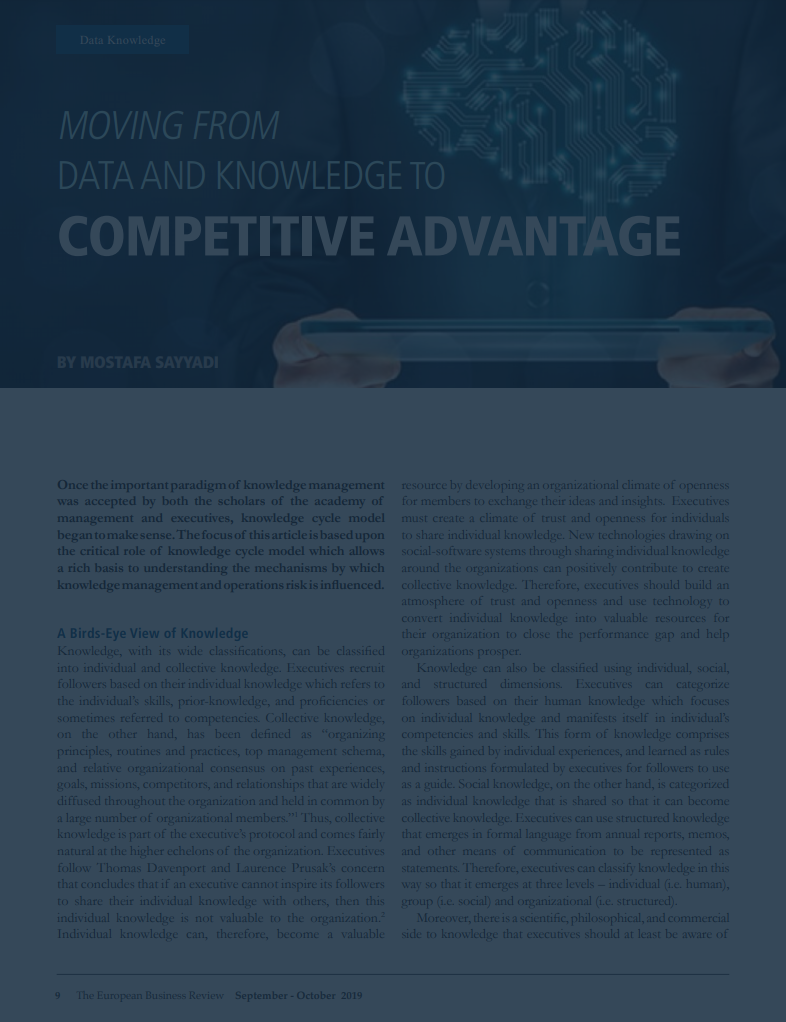 Data Knowledge
MOVING FROM
DATA AND KNOWLEDGE TO
COMPETITIVE ADVANTAGE
BY MOSTAFA SAYYADI
Once the important paradigm of knowledge management
was accepted by both the scholars of the academy of
management and executives, knowledge cycle model
began to make sense. The focus of this article is based upon
the critical role of knowledge cycle model which allows
a rich basis to understanding the mechanisms by which
knowledge management and operations risk is influenced.
A Birds-Eye View of Knowledge
Knowledge, with its wide classifications, can be classified
into individual and collective knowledge. Executives recruit
followers based on their individual knowledge which refers to
the individual's skills, prior-knowledge, and proficiencies or
sometimes referred to competencies. Collective knowledge,
on the other hand, has been defined as “organizing
principles, routines and practices, top management schema,
and relative organizational consensus on past experiences,
goals, missions, competitors, and relationships that are widely
diffused throughout the organization and held in common by
a large number of organizational members.”¹ Thus, collective
knowledge is part of the executive's protocol and comes fairly
natural at the higher echelons of the organization. Executives
follow Thomas Davenport and Laurence Prusak's concern
that concludes that if an executive cannot inspire its followers
to share their individual knowledge with others, then this
individual knowledge is not valuable to the organization.²
Individual knowledge can, therefore, become a valuable
resource by developing an organizational climate of openness
for members to exchange their ideas and insights. Executives
must create a climate of trust and openness for individuals
to share individual knowledge. New technologies drawing on
social-software systems through sharing individual knowledge
around the organizations can positively contribute to create
collective knowledge. Therefore, executives should build an
atmosphere of trust and openness and use technology to
convert individual knowledge into valuable resources for
their organization to close the performance gap and help
organizations prosper.
Knowledge can also be classified using individual, social,
and structured dimensions. Executives can categorize
followers based on their human knowledge which focuses
on individual knowledge and manifests itself in individual's
competencies and skills. This form of knowledge comprises
the skills gained by individual experiences, and learned as rules
and instructions formulated by executives for followers to use
as a guide. Social knowledge, on the other hand, is categorized
as individual knowledge that is shared so that it can become
collective knowledge. Executives can use structured knowledge
that emerges in formal language from annual reports, memos,
and other means of communication to be represented as
statements. Therefore, executives can classify knowledge in this
way so that it emerges at three levels – individual (i.e. human),
group (i.e. social) and organizational (i.e. structured).
Moreover, there is a scientific, philosophical, and commercial
side to knowledge that executives should at least be aware of
9 The European Business Review September - October 2019